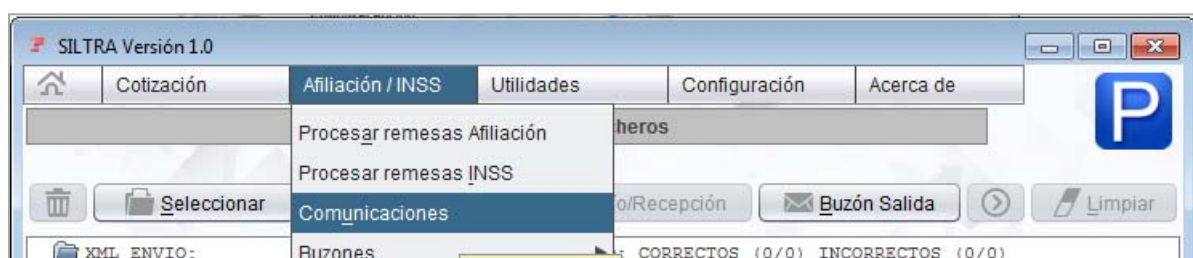 SILTRA Versión 1.0
Cotización Afiliación / INSS Utilidades Configuración Acerca de
P
Procesar remesas Afiliación
cheros
Procesar remesas INSS
Seleccionar
Comunicaciones
o/Recepción
Buzón Salida
Limpiar
XML ENVIO:
Buzones
CORRECTOS (0/0) INCORRECTOS (0/0)